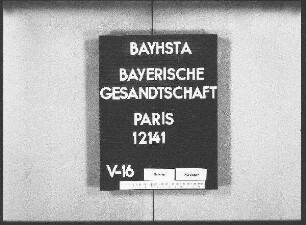 BAYHSTA
BAYERISCHE
GESANDTSCHAFT
PARIS
12141
V-16